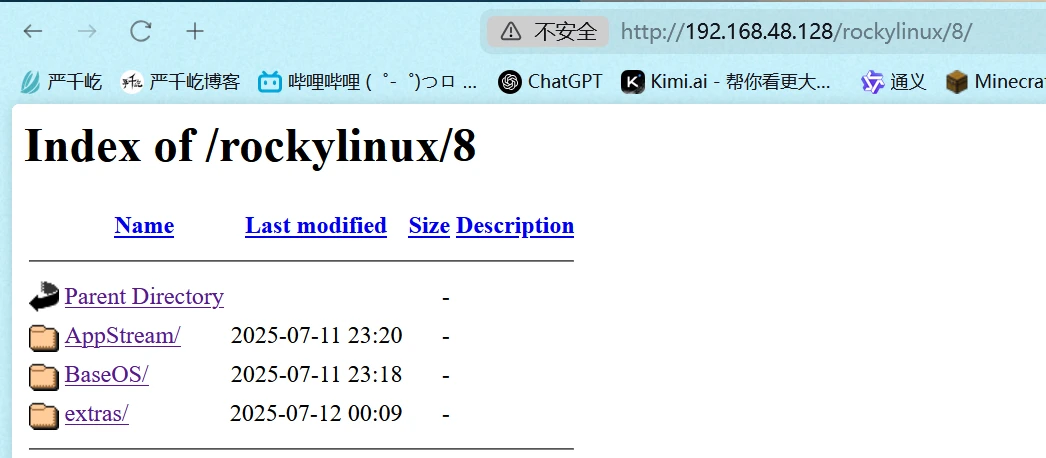 不安全 http://192.168.48.128/rockylinux/8/
严千屹 严千屹博客 哔哩哔哩 ( ゜- ゜)つロ ... ChatGPT Kimi.ai - 帮你看更大... 通义 Minecra
Index of /rockylinux/8
Name Last modified Size Description
Parent Directory -
AppStream/ 2025-07-11 23:20 -
BaseOS/ 2025-07-11 23:18 -
extras/ 2025-07-12 00:09 -